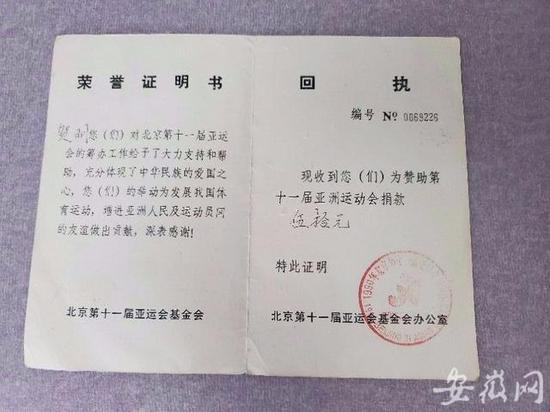 荣誉证明书
您（们）对北京第十一届亚运
会的筹办工作给予了大力支持和帮
助，充分体现了中华民族的爱国之
心，您（们）的举动为发展我国体
育运动，增进亚洲人民及运动员间
的友谊做出贡献，深表感谢！
北京第十一届亚运会基金会
回执
编号 № 0069226
现收到您（们）为赞助第
十一届亚洲运动会捐款
伍拾元
特此证明
北京第十一届亚运会基金会办公室
安徽网